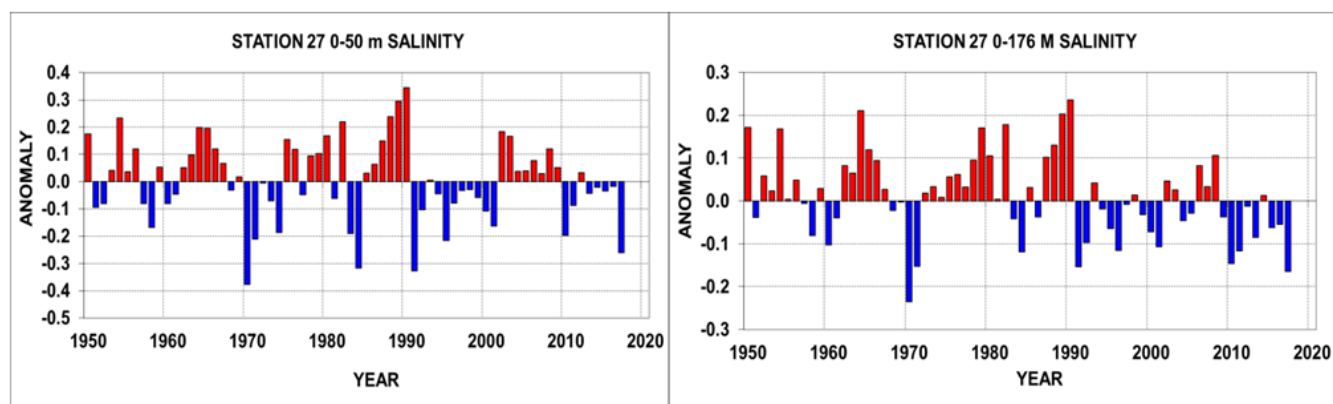 STATION 27 0-50 m SALINITY
0.4
0.3
0.2
0.1
0.0
-0.1
-0.2
-0.3
-0.4
-0.5
ANOMALY
1950 1960 1970 1980 1990 2000 2010 2020
YEAR
STATION 27 0-176 M SALINITY
0.3
0.2
0.1
0.0
-0.1
-0.2
-0.3
ANOMALY
1950 1960 1970 1980 1990 2000 2010 2020
YEAR